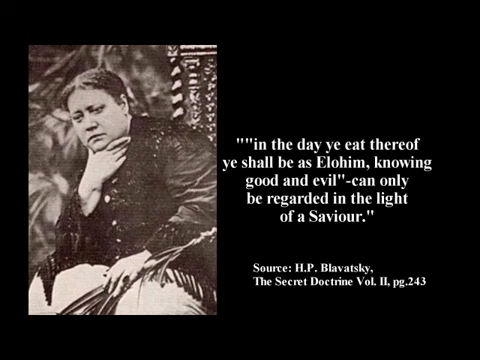 ""in the day ye eat thereof
ye shall be as Elohim, knowing
good and evil"-can only
be regarded in the light
of a Saviour."
Source: H.P. Blavatsky,
The Secret Doctrine Vol. II, pg.243